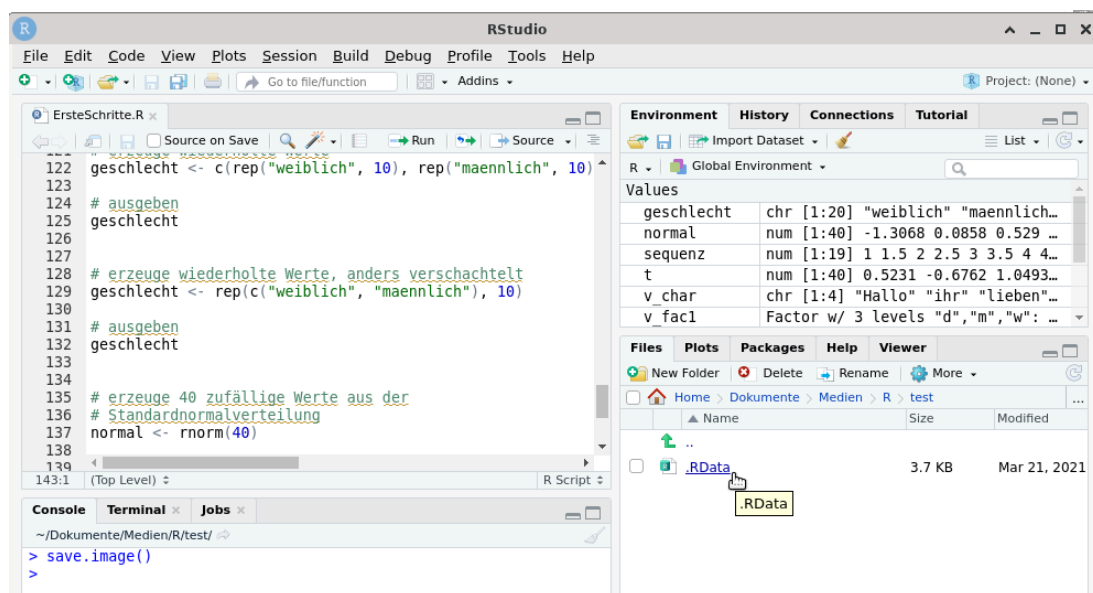 R
RStudio
File Edit Code View Plots Session Build Debug Profile Tools Help
Go to file/function
Addins
Project: (None)
ErsteSchritte.R
Source on Save
Run
Source
122 geschlecht <- c(rep("weiblich", 10), rep("maennlich", 10)
123
124 # ausgeben
125 geschlecht
126
127
128 # erzeuge wiederholte Werte, anders verschachtelt
129 geschlecht <- rep(c("weiblich", "maennlich"), 10)
130
131 # ausgeben
132 geschlecht
133
134
135 # erzeuge 40 zufällige Werte aus der
136 # Standardnormalverteilung
137 normal <- rnorm(40)
138
139
143:1 (Top Level) R Script
Console Terminal Jobs
~/Dokumente/Medien/R/test/
> save.image()
>
Environment History Connections Tutorial
Import Dataset
List
R Global Environment
Values
geschlecht chr [1:20] "weiblich" "maennlich…
normal num [1:40] -1.3068 0.0858 0.529 …
sequenz num [1:19] 1 1.5 2 2.5 3 3.5 4 4…
t num [1:40] 0.5231 -0.6762 1.0493…
v_char chr [1:4] "Hallo" "ihr" "lieben"…
v_fac1 Factor w/ 3 levels "d","m","w": …
Files Plots Packages Help Viewer
New Folder Delete Rename More
Home > Dokumente > Medien > R > test ...
Name Size Modified
..
.RData 3.7 KB Mar 21, 2021
.RData